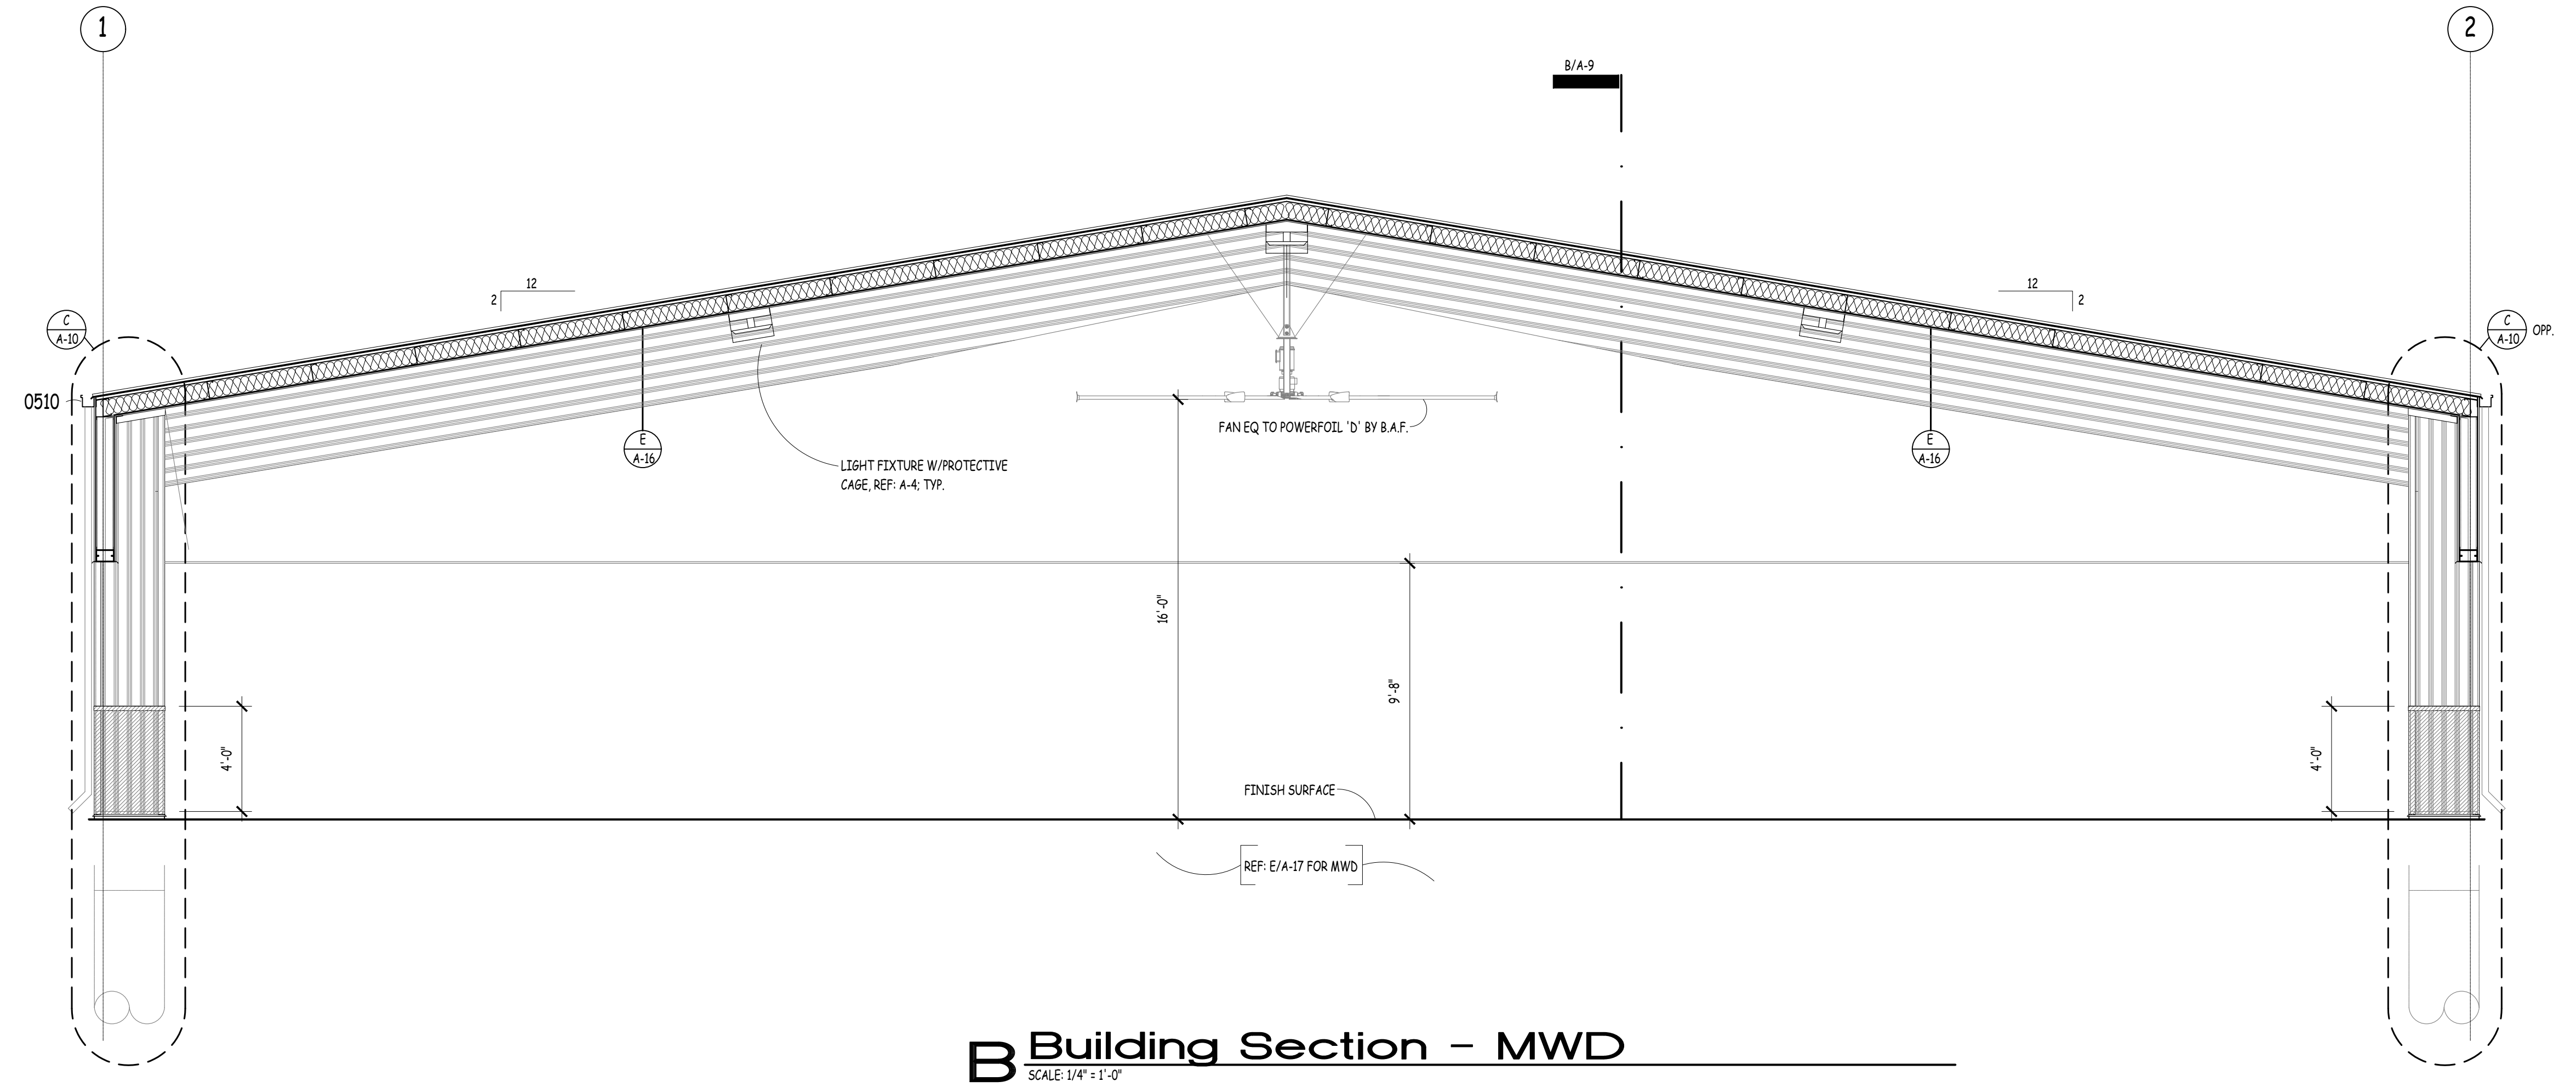 1
2
B/A-9
12
2
12
2
C
A-10
C
A-10
OPP.
0510
E
A-16
E
A-16
FAN EQ TO POWERFOIL 'D' BY B.A.F.
LIGHT FIXTURE W/PROTECTIVE
CAGE, REF: A-4; TYP.
16'-0"
9'-8"
4'-0"
4'-0"
FINISH SURFACE
REF: E/A-17 FOR MWD
B Building Section - MWD
SCALE: 1/4" = 1'-0"